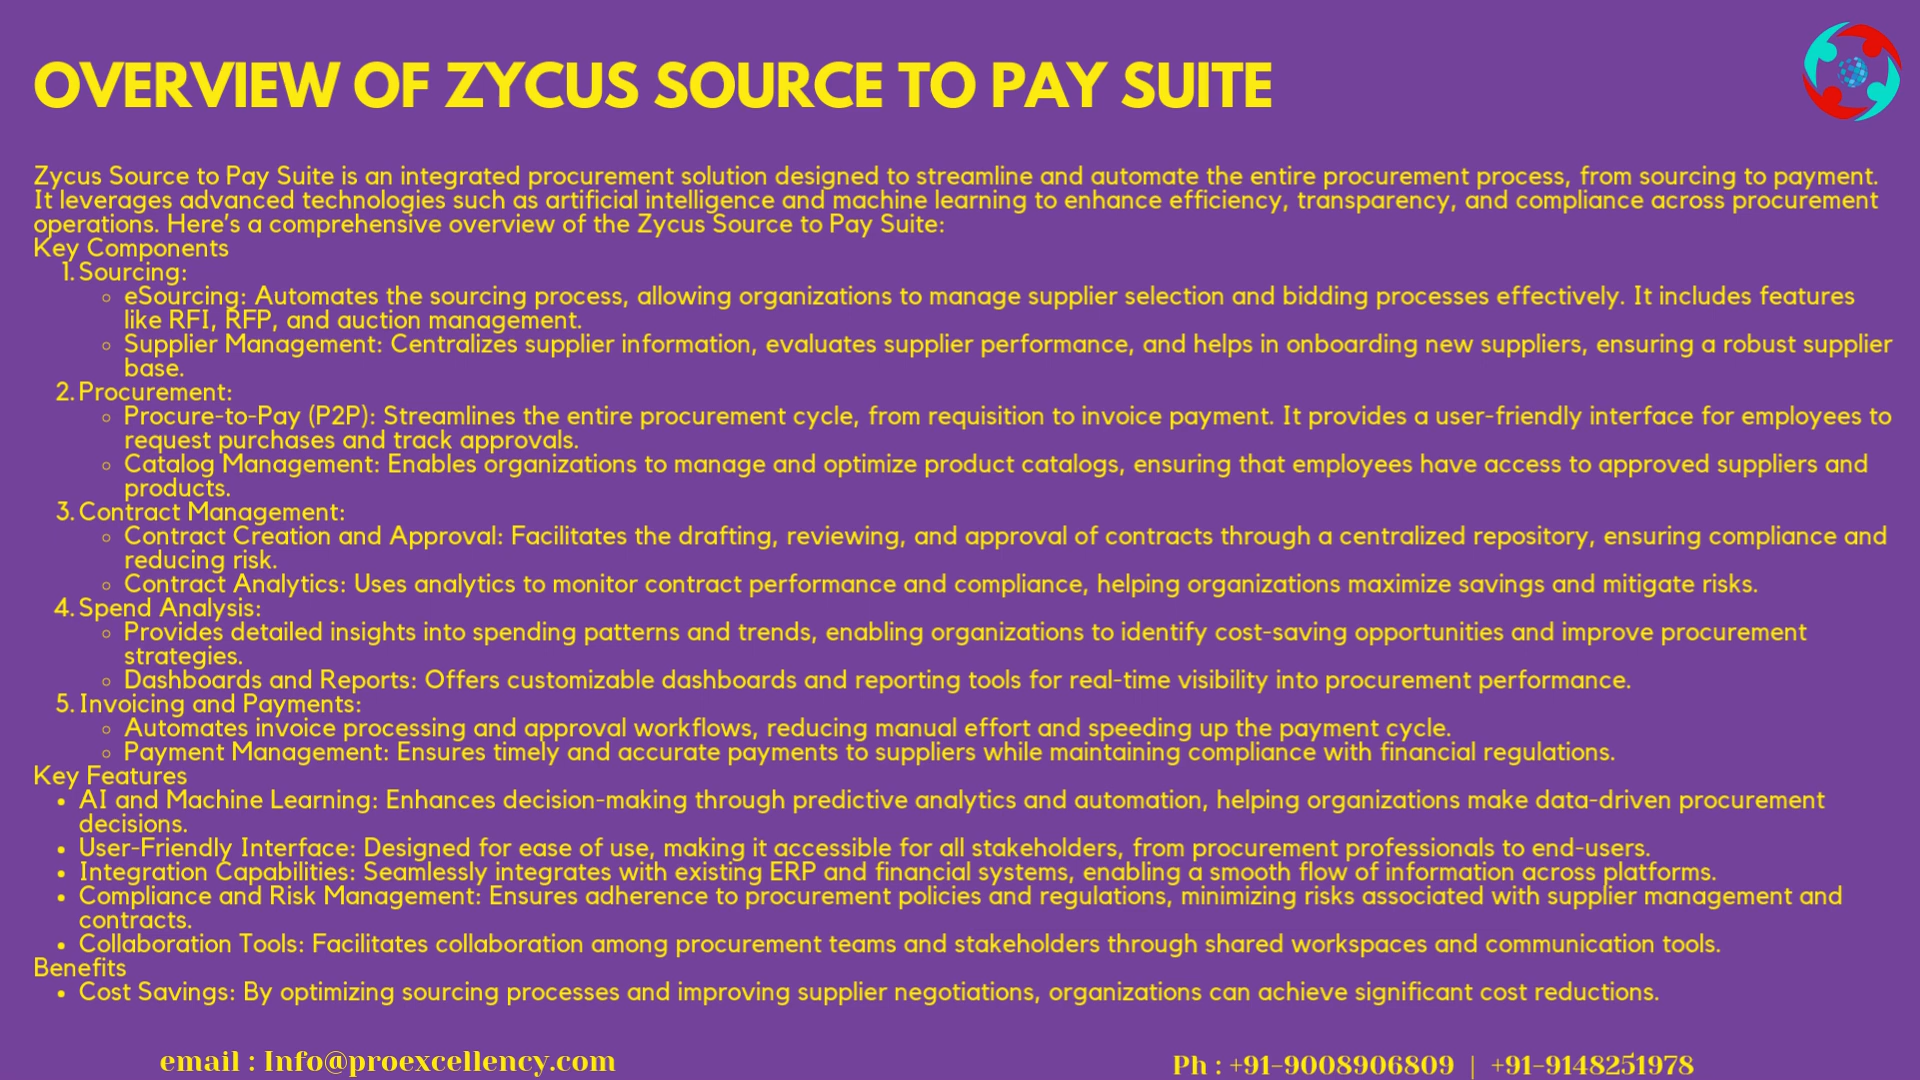 OVERVIEW OF ZYCUS SOURCE TO PAY SUITE
Zycus Source to Pay Suite is an integrated procurement solution designed to streamline and automate the entire procurement process, from sourcing to payment.
It leverages advanced technologies such as artificial intelligence and machine learning to enhance efficiency, transparency, and compliance across procurement
operations. Here's a comprehensive overview of the Zycus Source to Pay Suite:
Key Components
1. Sourcing:
◦ eSourcing: Automates the sourcing process, allowing organizations to manage supplier selection and bidding processes effectively. It includes features
like RFI, RFP, and auction management.
◦ Supplier Management: Centralizes supplier information, evaluates supplier performance, and helps in onboarding new suppliers, ensuring a robust supplier
base.
2. Procurement:
◦ Procure-to-Pay (P2P): Streamlines the entire procurement cycle, from requisition to invoice payment. It provides a user-friendly interface for employees to
request purchases and track approvals.
◦ Catalog Management: Enables organizations to manage and optimize product catalogs, ensuring that employees have access to approved suppliers and
products.
3. Contract Management:
◦ Contract Creation and Approval: Facilitates the drafting, reviewing, and approval of contracts through a centralized repository, ensuring compliance and
reducing risk.
◦ Contract Analytics: Uses analytics to monitor contract performance and compliance, helping organizations maximize savings and mitigate risks.
4. Spend Analysis:
◦ Provides detailed insights into spending patterns and trends, enabling organizations to identify cost-saving opportunities and improve procurement
strategies.
◦ Dashboards and Reports: Offers customizable dashboards and reporting tools for real-time visibility into procurement performance.
5. Invoicing and Payments:
◦ Automates invoice processing and approval workflows, reducing manual effort and speeding up the payment cycle.
◦ Payment Management: Ensures timely and accurate payments to suppliers while maintaining compliance with financial regulations.
Key Features
• AI and Machine Learning: Enhances decision-making through predictive analytics and automation, helping organizations make data-driven procurement
decisions.
• User-Friendly Interface: Designed for ease of use, making it accessible for all stakeholders, from procurement professionals to end-users.
• Integration Capabilities: Seamlessly integrates with existing ERP and financial systems, enabling a smooth flow of information across platforms.
• Compliance and Risk Management: Ensures adherence to procurement policies and regulations, minimizing risks associated with supplier management and
contracts.
• Collaboration Tools: Facilitates collaboration among procurement teams and stakeholders through shared workspaces and communication tools.
Benefits
• Cost Savings: By optimizing sourcing processes and improving supplier negotiations, organizations can achieve significant cost reductions.
email : Info@proexcellency.com
Ph : +91-9008906809 | +91-9148251978